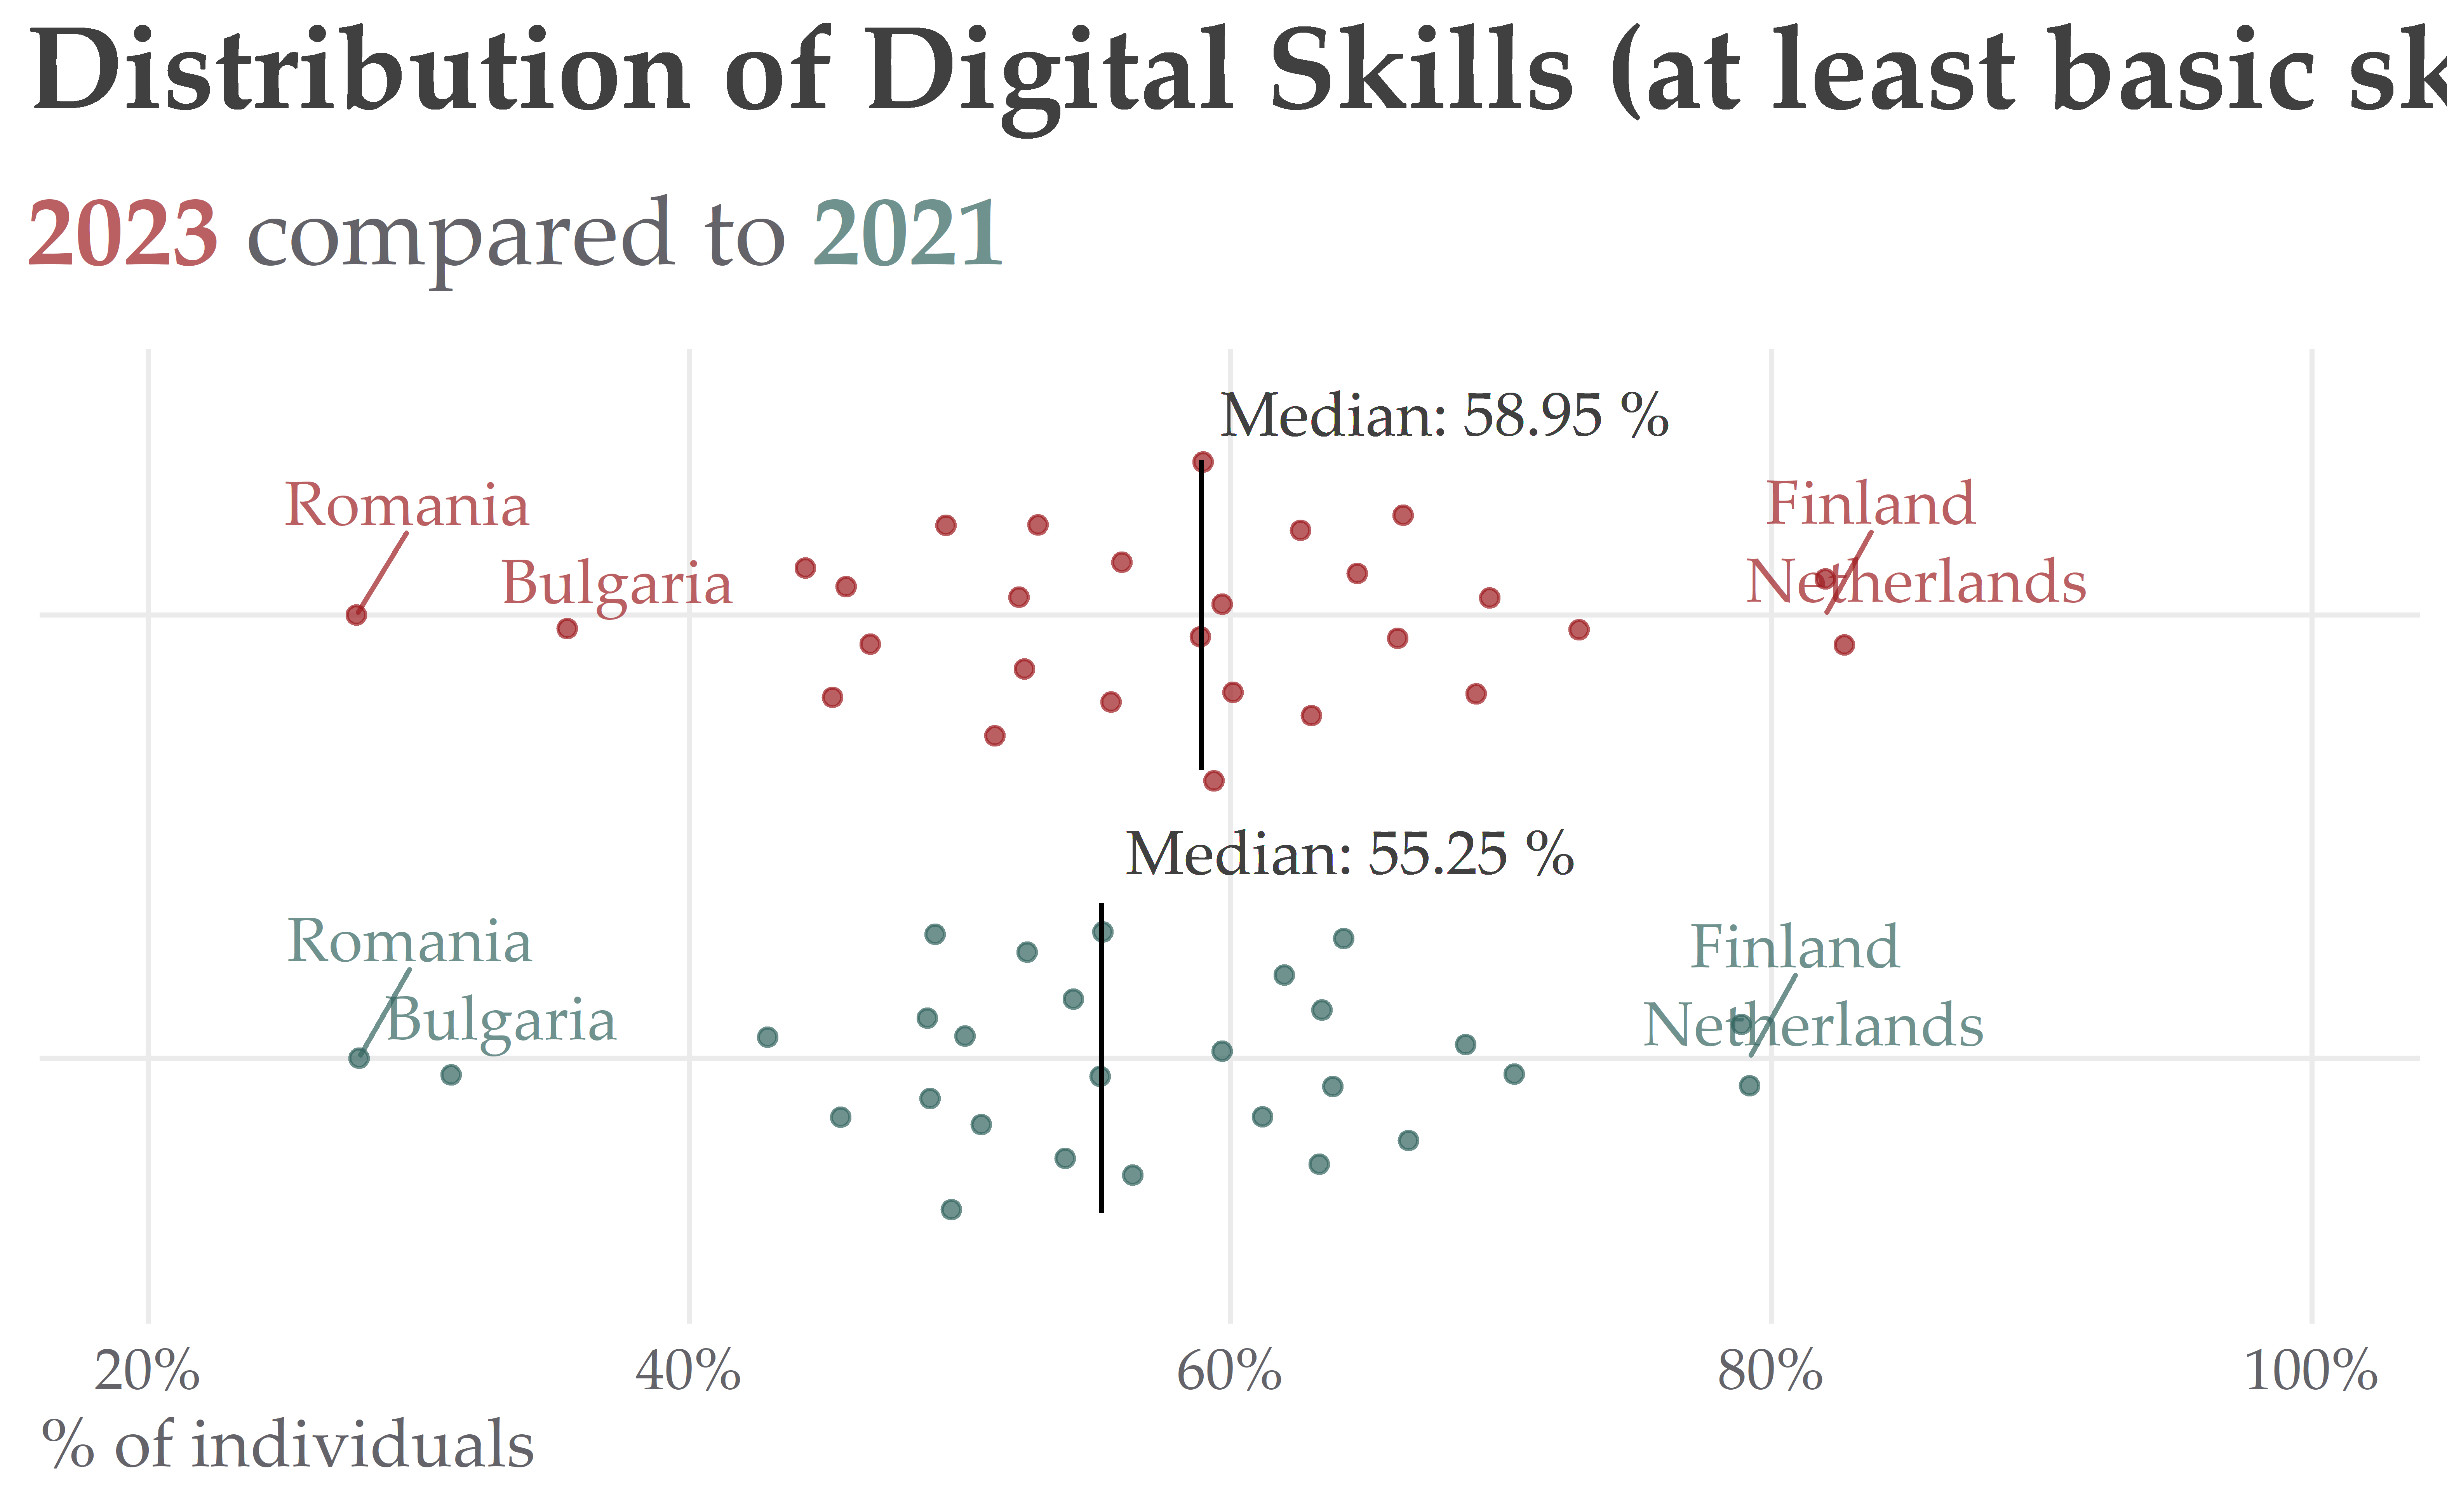 Distribution of Digital Skills (at least basic sk
2023 compared to 2021
Median: 58.95 %
Romania
Finland
Bulgaria
Netherlands
Median: 55.25 %
Romania
Finland
Bulgaria
Netherlands
20% 40% 60% 80% 100%
% of individuals